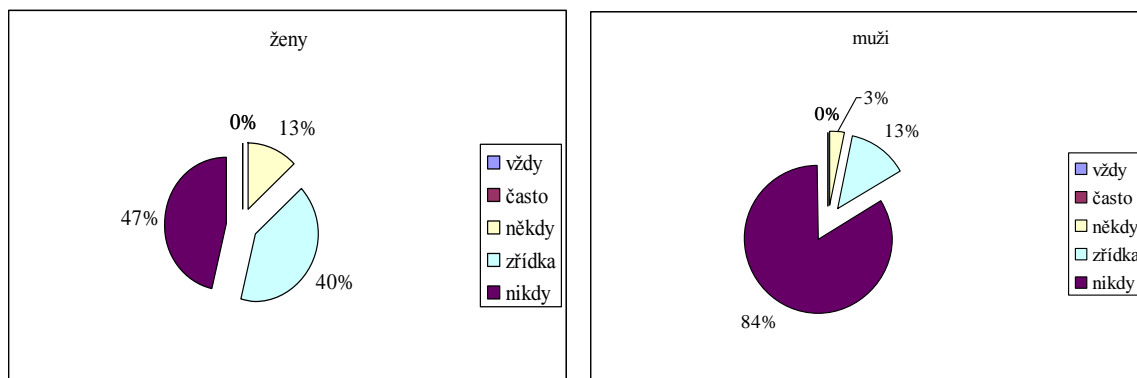 ženy
0%
13%
47%
40%
vždy
často
někdy
zřídka
nikdy
muži
0%
3%
13%
84%
vždy
často
někdy
zřídka
nikdy